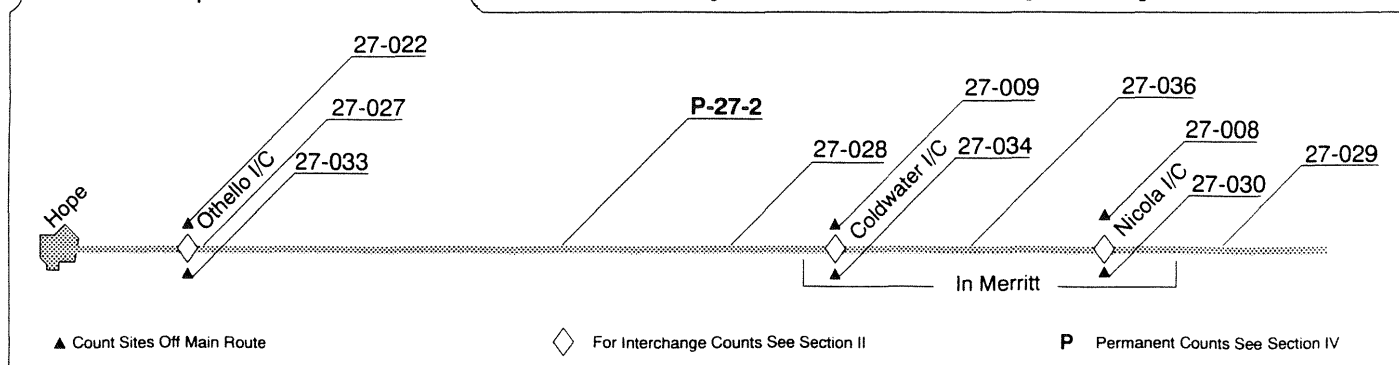 27-022
27-027
27-033
P-27-2
27-028
27-009
27-034
27-036
27-008
27-030
27-029
Hope
Othello I/C
Coldwater I/C
Nicola I/C
In Merritt
▲ Count Sites Off Main Route
◇ For Interchange Counts See Section II
P Permanent Counts See Section IV